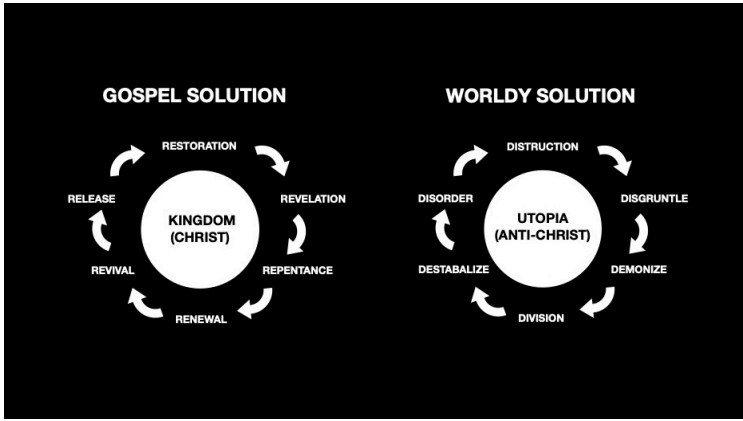 GOSPEL SOLUTION
RESTORATION
REVELATION
REPENTANCE
RENEWAL
REVIVAL
RELEASE
KINGDOM
(CHRIST)
WORLDY SOLUTION
DISTRUCTION
DISGRUNTLE
DEMONIZE
DIVISION
DESTABALIZE
DISORDER
UTOPIA
(ANTI-CHRIST)